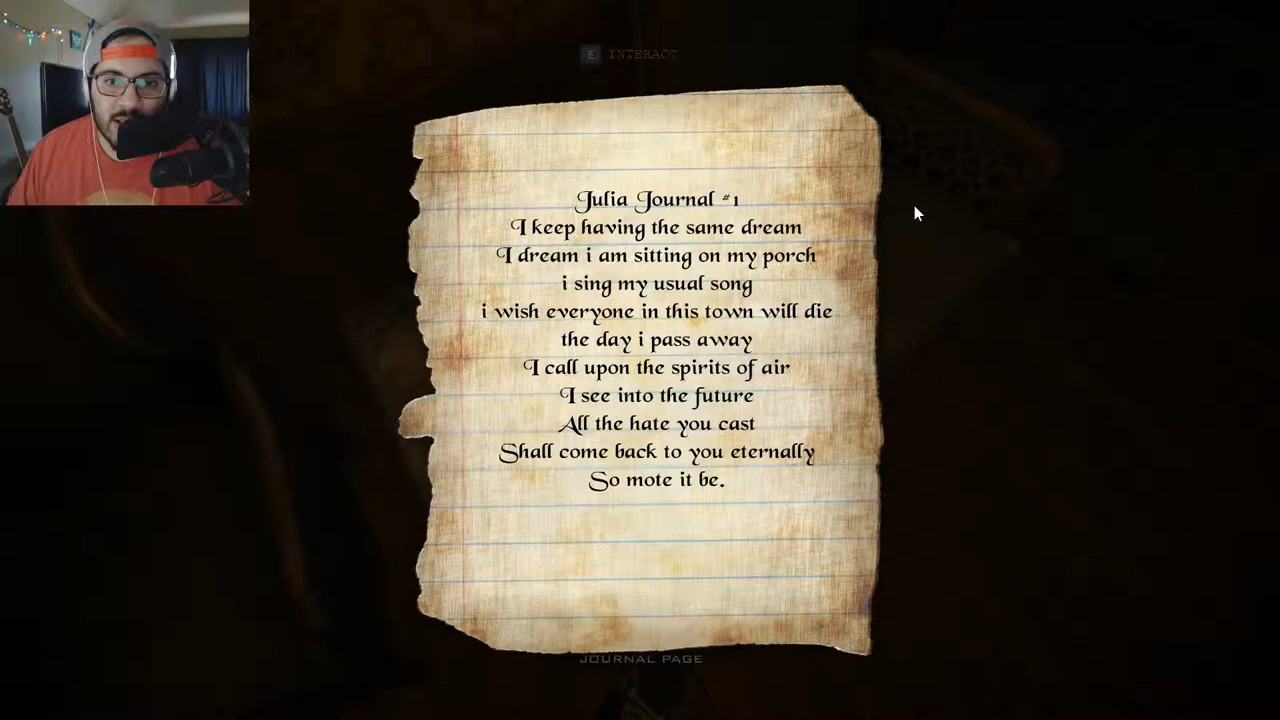 E INTERACT
Julia Journal #1
I keep having the same dream
I dream i am sitting on my porch
i sing my usual song
i wish everyone in this town will die
the day i pass away
I call upon the spirits of air
I see into the future
All the hate you cast
Shall come back to you eternally
So mote it be.
JOURNAL PAGE